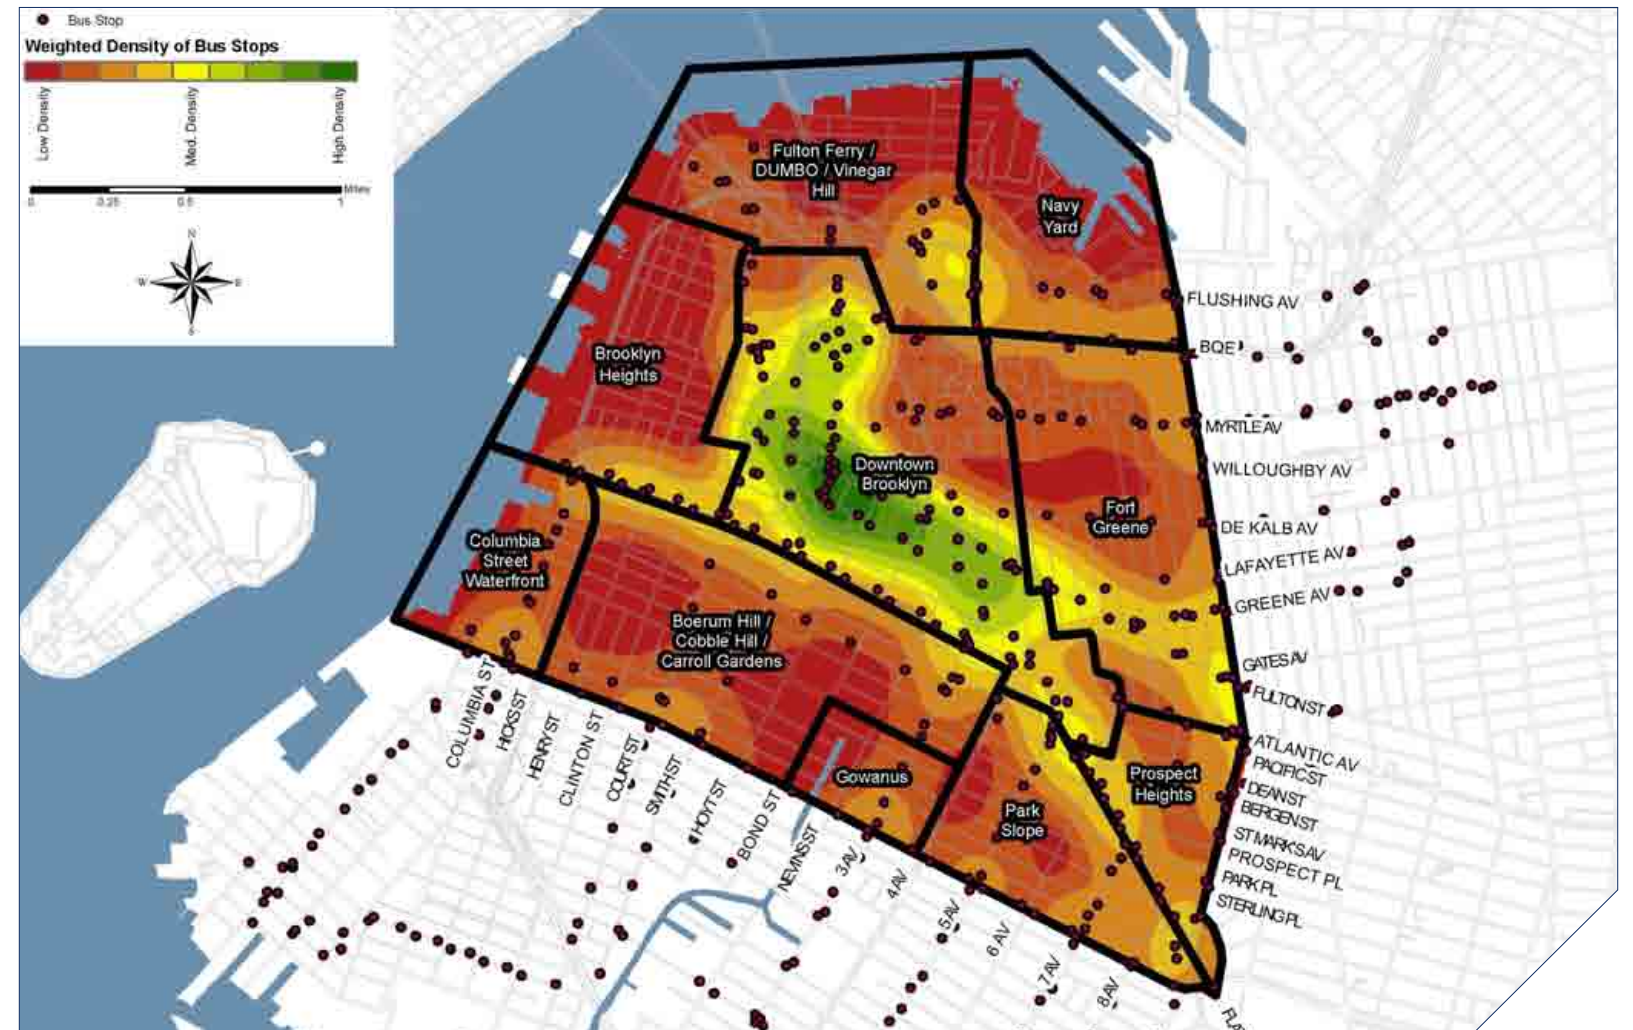 Bus Stop
Weighted Density of Bus Stops
Low Density
Med. Density
High Density
Miles
0
0.25
0.5
1
N
W
E
S
Fulton Ferry /
DUMBO / Vinegar
Hill
Navy
Yard
Brooklyn
Heights
Downtown
Brooklyn
Fort
Greene
Columbia
Street
Waterfront
Boerum Hill /
Cobble Hill /
Carroll Gardens
Gowanus
Park
Slope
Prospect
Heights
FLUSHING AV
BQE
MYRTLE AV
WILLOUGHBY AV
DE KALB AV
LAFAYETTE AV
GREENE AV
GATES AV
FULTON ST
ATLANTIC AV
PACIFIC ST
DEAN ST
BERGEN ST
ST MARKS AV
PROSPECT PL
PARK PL
STERLING PL
COLUMBIA ST
HICKS ST
HENRY ST
CLINTON ST
COURT ST
SMITH ST
HOYT ST
BOND ST
NEVINS ST
3 AV
4 AV
5 AV
6 AV
7 AV
8 AV